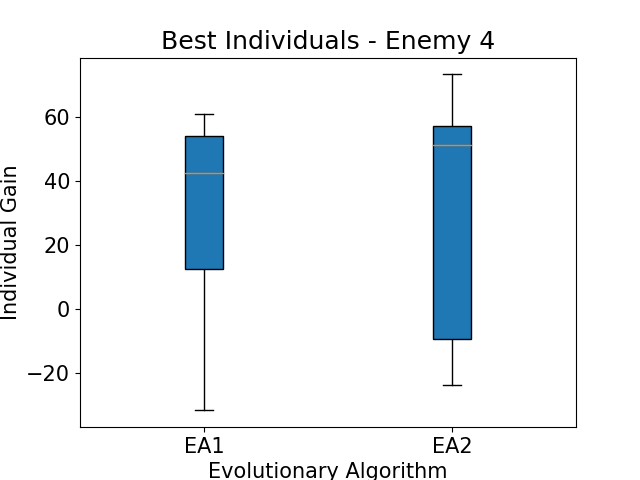 Best Individuals - Enemy 4
Individual Gain
60
40
20
0
−20
EA1
EA2
Evolutionary Algorithm